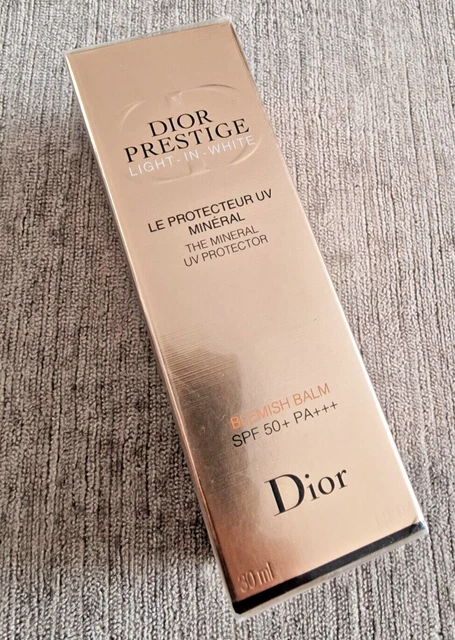 DIOR
PRESTIGE
LIGHT-IN-WHITE
LE PROTECTEUR UV
MINÉRAL
THE MINERAL
UV PROTECTOR
BLEMISH BALM
SPF 50+ PA+++
Dior
30 ml